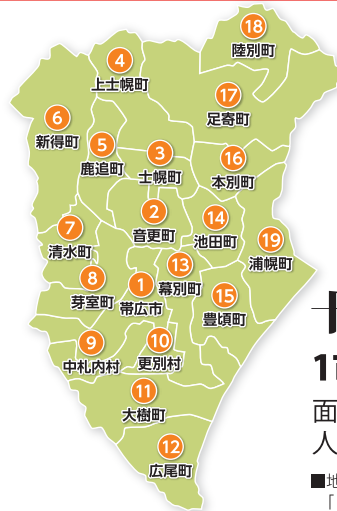 18
陸別町
4
上士幌町
17
足寄町
6
新得町
5
鹿追町
3
士幌町
16
本別町
2
音更町
14
池田町
7
清水町
19
浦幌町
13
幕別町
8
芽室町
1
帯広市
15
豊頃町
9
中札内村
10
更別村
11
大樹町
12
広尾町
1
面
人
■地
「